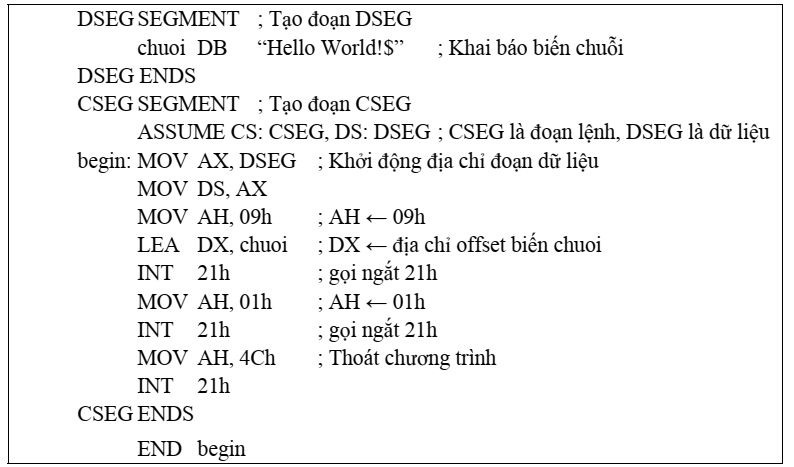 DSEG SEGMENT ; Tạo đoạn DSEG
chuoi DB “Hello World!$” ; Khai báo biến chuỗi
DSEG ENDS
CSEG SEGMENT ; Tạo đoạn CSEG
ASSUME CS: CSEG, DS: DSEG ; CSEG là đoạn lệnh, DSEG là dữ liệu
begin: MOV AX, DSEG ; Khởi động địa chỉ đoạn dữ liệu
MOV DS, AX
MOV AH, 09h ; AH ← 09h
LEA DX, chuoi ; DX ← địa chỉ offset biến chuoi
INT 21h ; gọi ngắt 21h
MOV AH, 01h ; AH ← 01h
INT 21h ; gọi ngắt 21h
MOV AH, 4Ch ; Thoát chương trình
INT 21h
CSEG ENDS
END begin